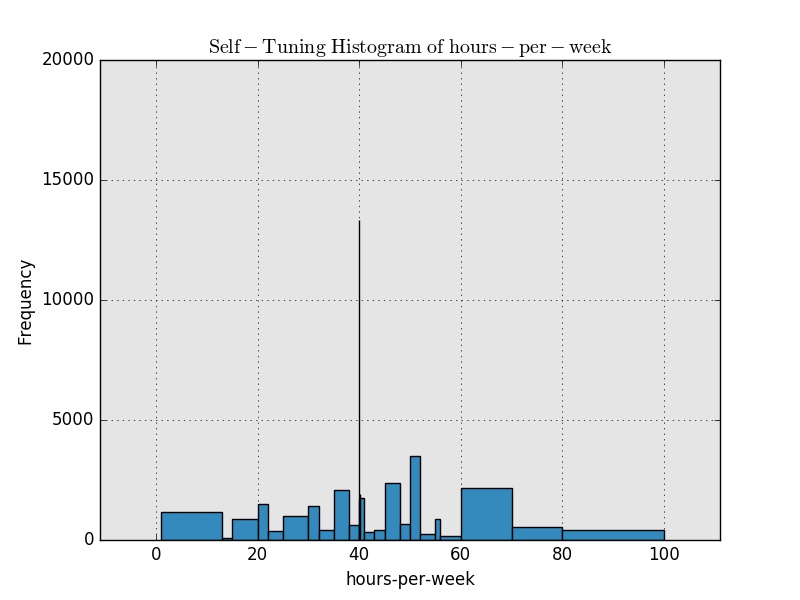 Self − Tuning Histogram of hours − per − week
20000
15000
10000
5000
0
Frequency
0 20 40 60 80 100
hours-per-week